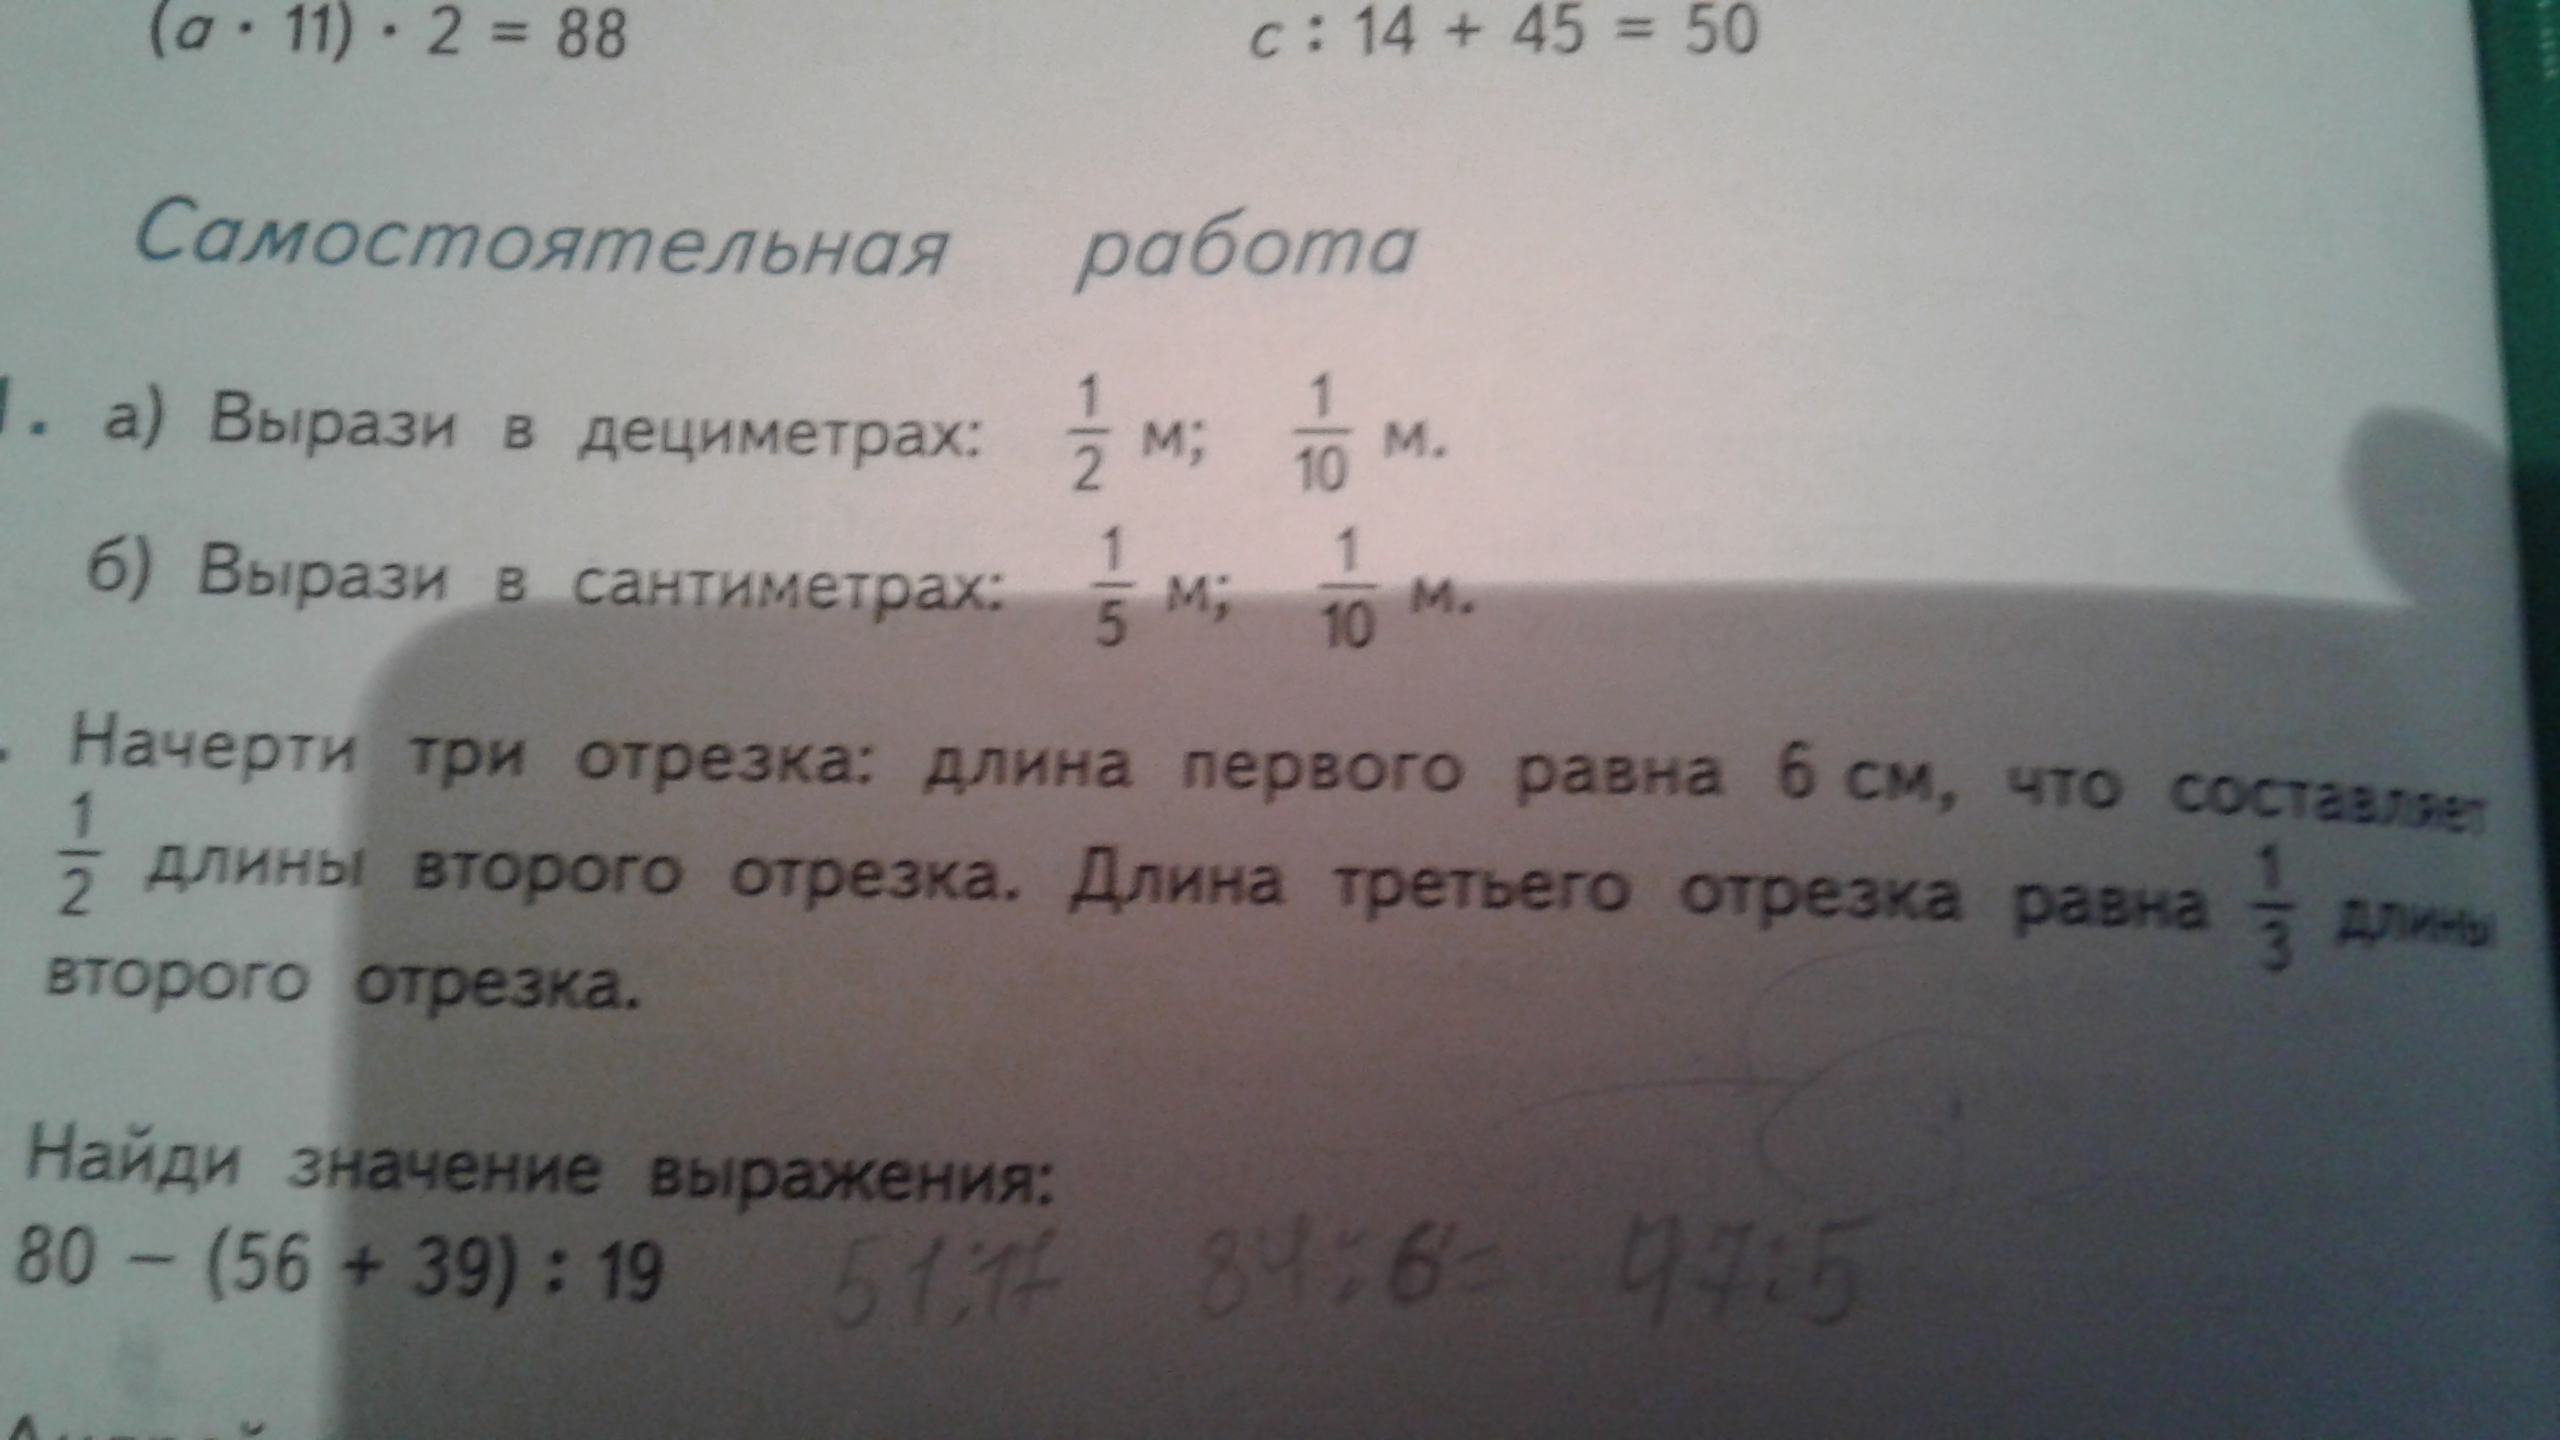 (a · 11) · 2 = 88 c : 14 + 45 = 50
Самостоятельная работа
1. а) Вырази в дециметрах: 1/2 м; 1/10 м.
б) Вырази в сантиметрах: 1/5 м; 1/10 м.
. Начерти три отрезка: длина первого равна 6 см, что составляет
1/2 длины второго отрезка. Длина третьего отрезка равна 1/3 длины
второго отрезка.
Найди значение выражения:
80 – (56 + 39) : 19 51:17 84:6= 97:5